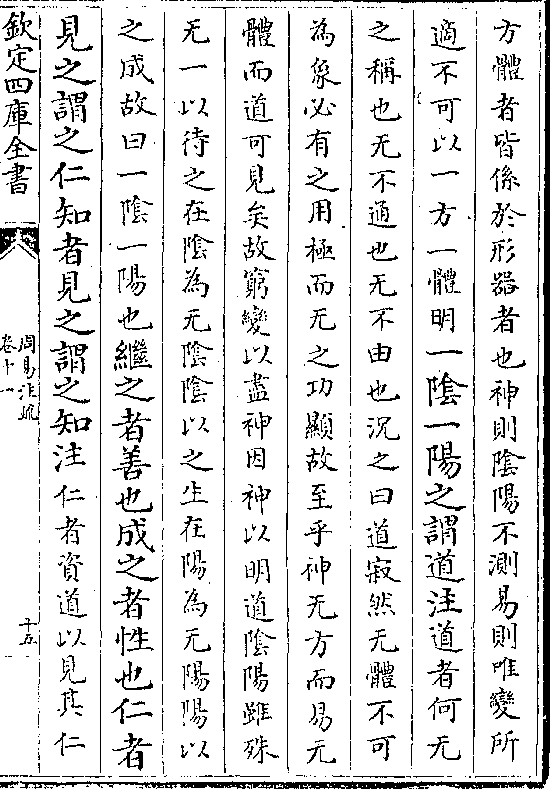 方體者皆係於形器者也神則陰陽不測易則唯變所
適不可以一方一體明一陰一陽之謂道注道者何无
之稱也无不通也无不由也況之曰道寂然无體不可
為象必有之用極而无之功顯故至乎神无方而易无
體而道可見矣故窮變以盡神因神以明道陰陽雖殊
无一以待之在陰為无陰陰以之生在陽為无陽陽以
之成故曰一陰一陽也繼之者善也成之者性也仁者
見之謂之仁知者見之謂之知注仁者資道以見其仁
欽定四庫全書
周易注疏
卷十一
十五